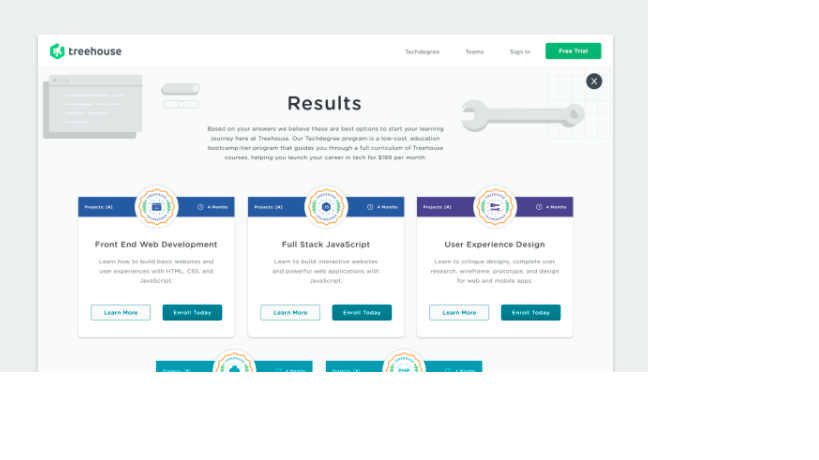 treehouse
Techdegree Teams Sign In Free Trial
X
Results
Based on your answers we believe these are best options to start your learning
journey here at Treehouse. Our Techdegree program is a low-cost, education
bootcamp-tier program that guides you through a full curriculum of Treehouse
courses, helping you launch your career in tech for $199 per month.
Projects: [#] 4 Months
Projects: [#] JS 4 Months
Projects: [#] 4 Months
Front End Web Development
Learn how to build basic websites and
user experiences with HTML, CSS, and
JavaScript.
Learn More Enroll Today
Full Stack JavaScript
Learn to build interactive websites
and powerful web applications with
JavaScript.
Learn More Enroll Today
User Experience Design
Learn to critique designs, complete user
research, wireframe, prototype, and design
for web and mobile apps.
Learn More Enroll Today
Projects: [#] 4 Months
Projects: [#] PHP 4 Months